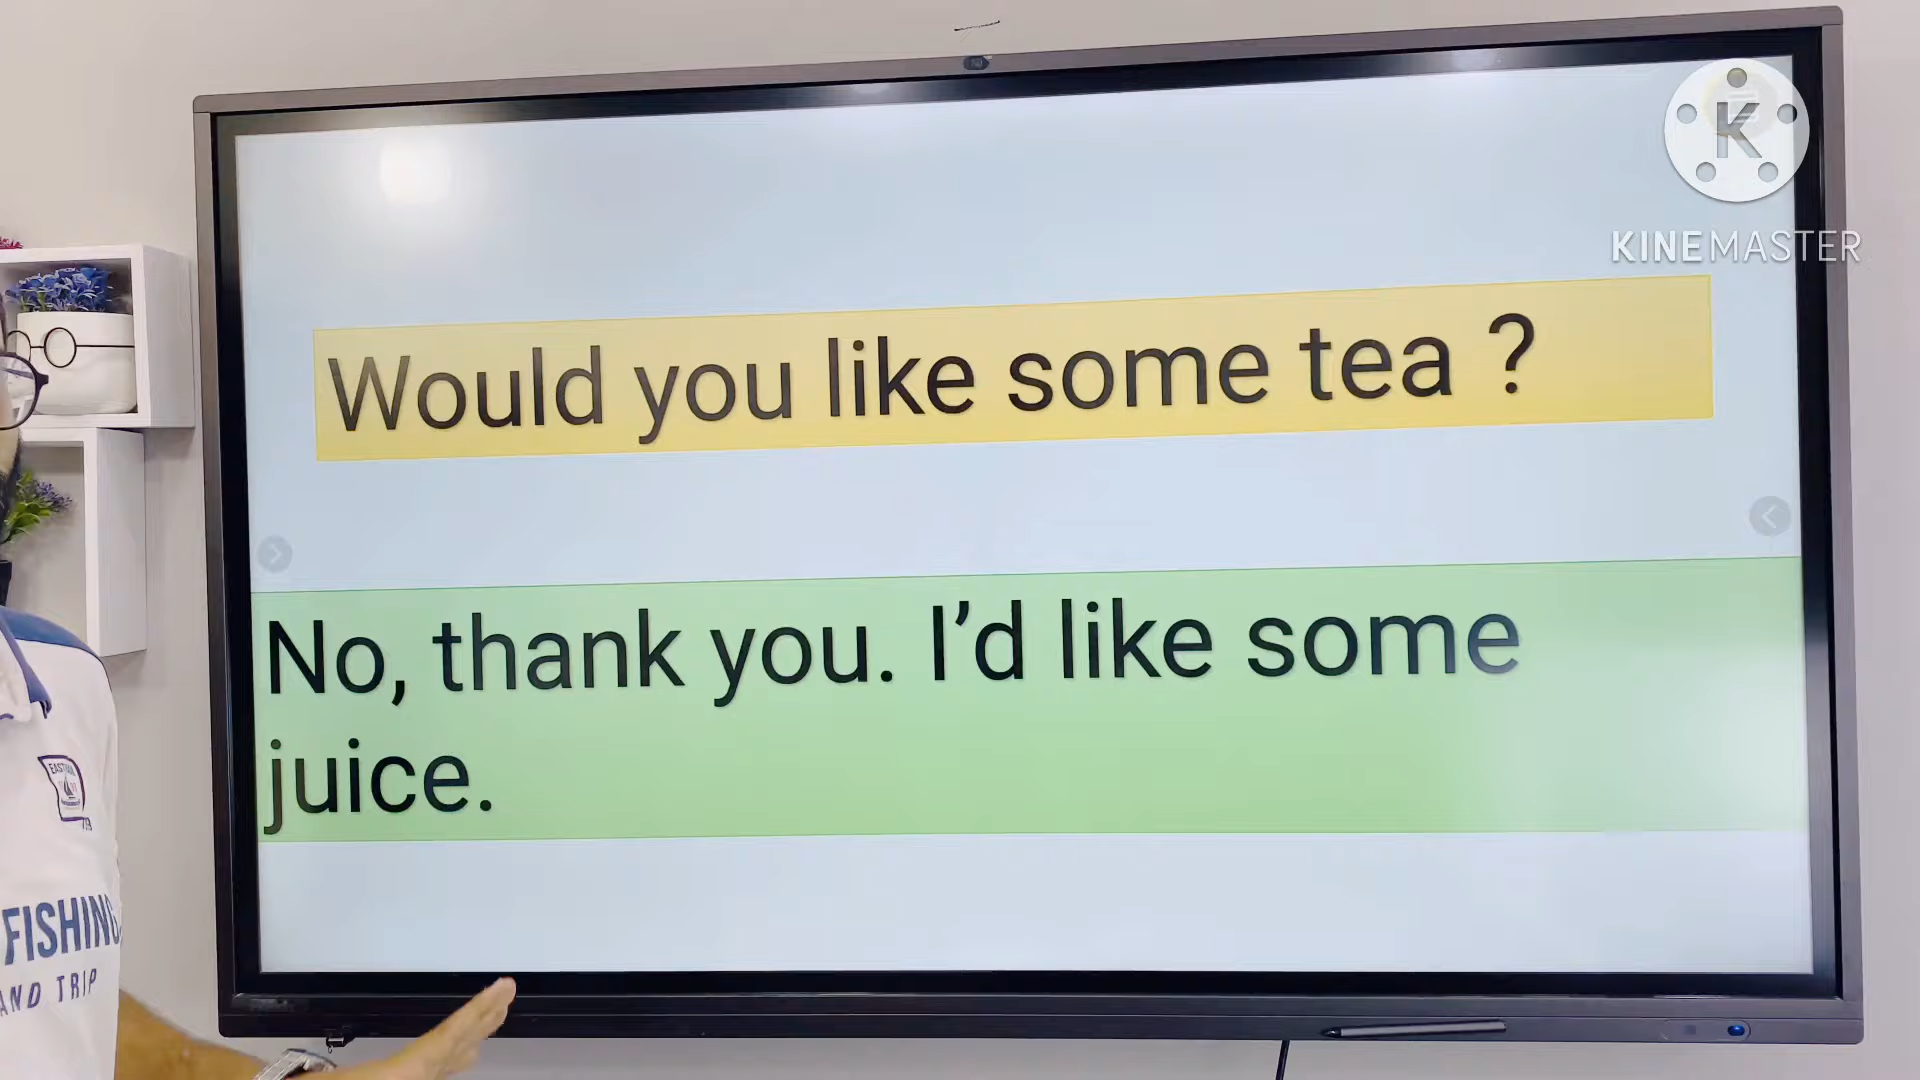 KINEMASTER
Would you like some tea ?
No, thank you. I'd like some
juice.
FISHING
AND TRIP